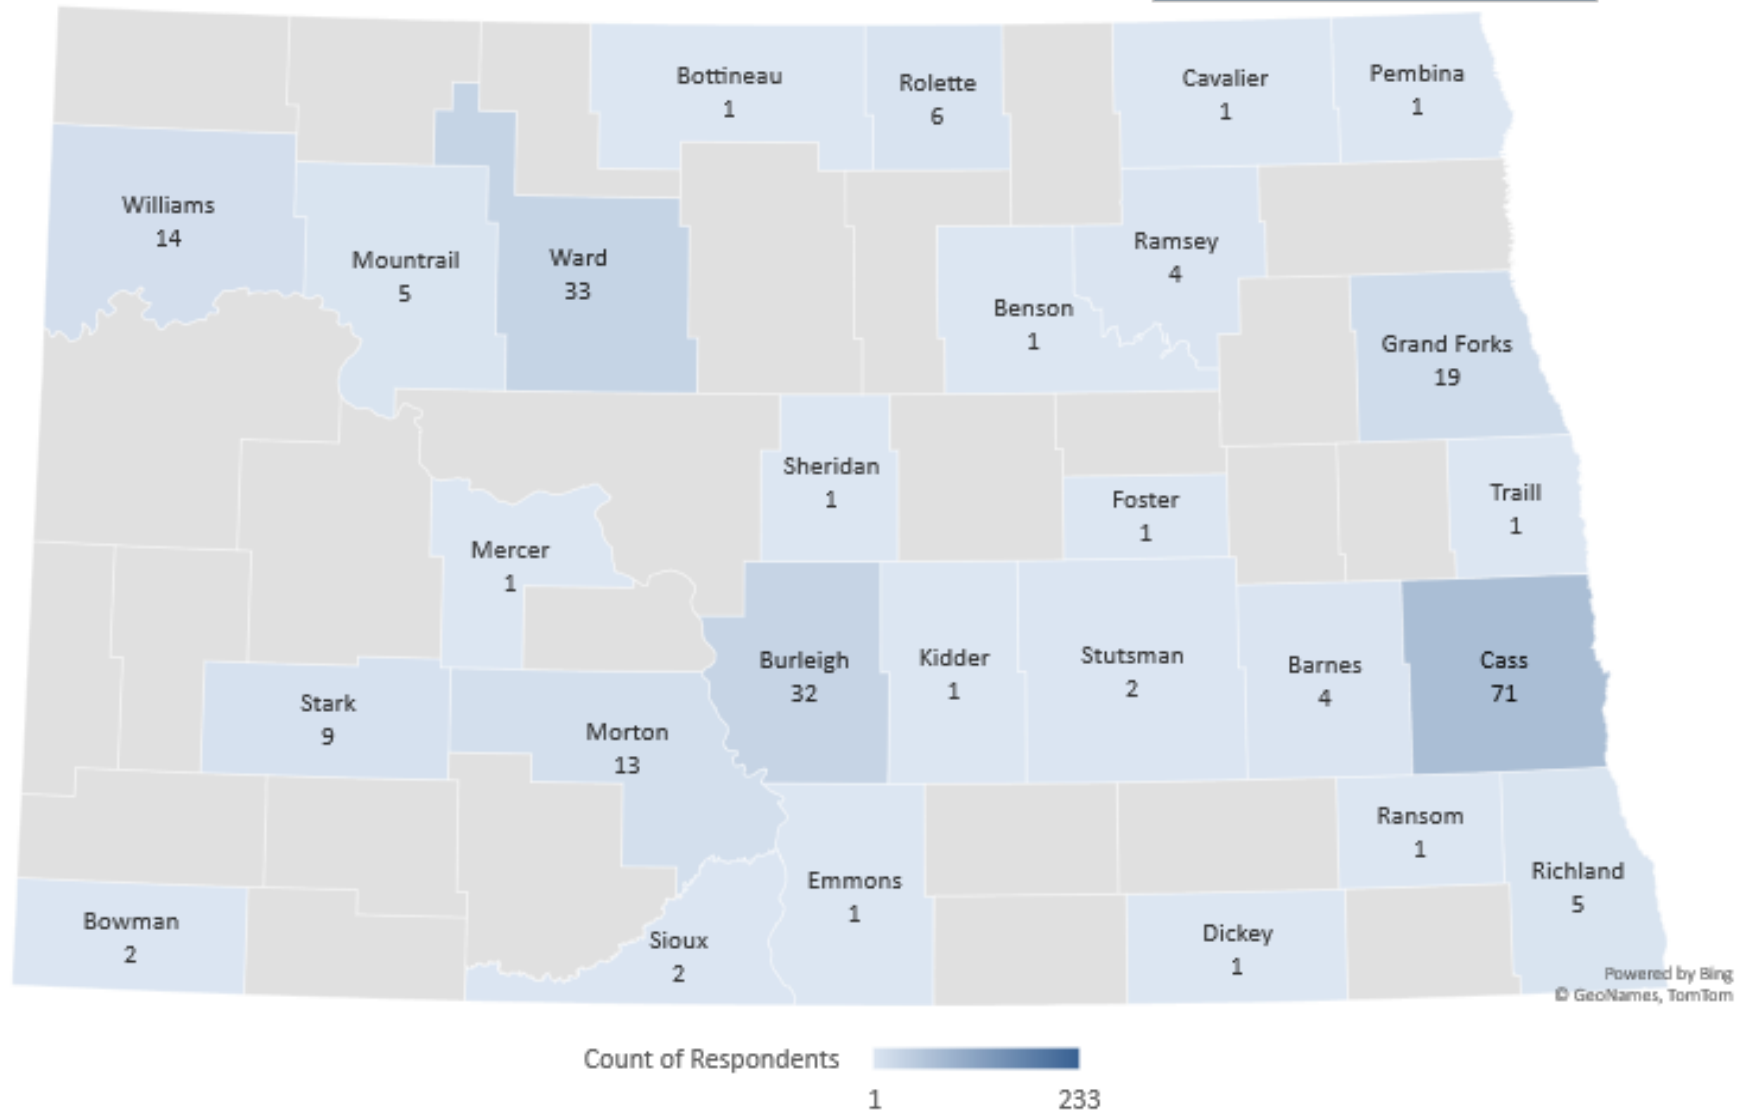 Bottineau
1
Rolette
6
Cavalier
1
Pembina
1
Williams
14
Mountrail
5
Ward
33
Ramsey
4
Benson
1
Grand Forks
19
Sheridan
1
Foster
1
Traill
1
Mercer
1
Burleigh
32
Kidder
1
Stutsman
2
Barnes
4
Cass
71
Stark
9
Morton
13
Ransom
1
Richland
5
Emmons
1
Bowman
2
Sioux
2
Dickey
1
Powered by Bing
© GeoNames, TomTom
Count of Respondents
1 233